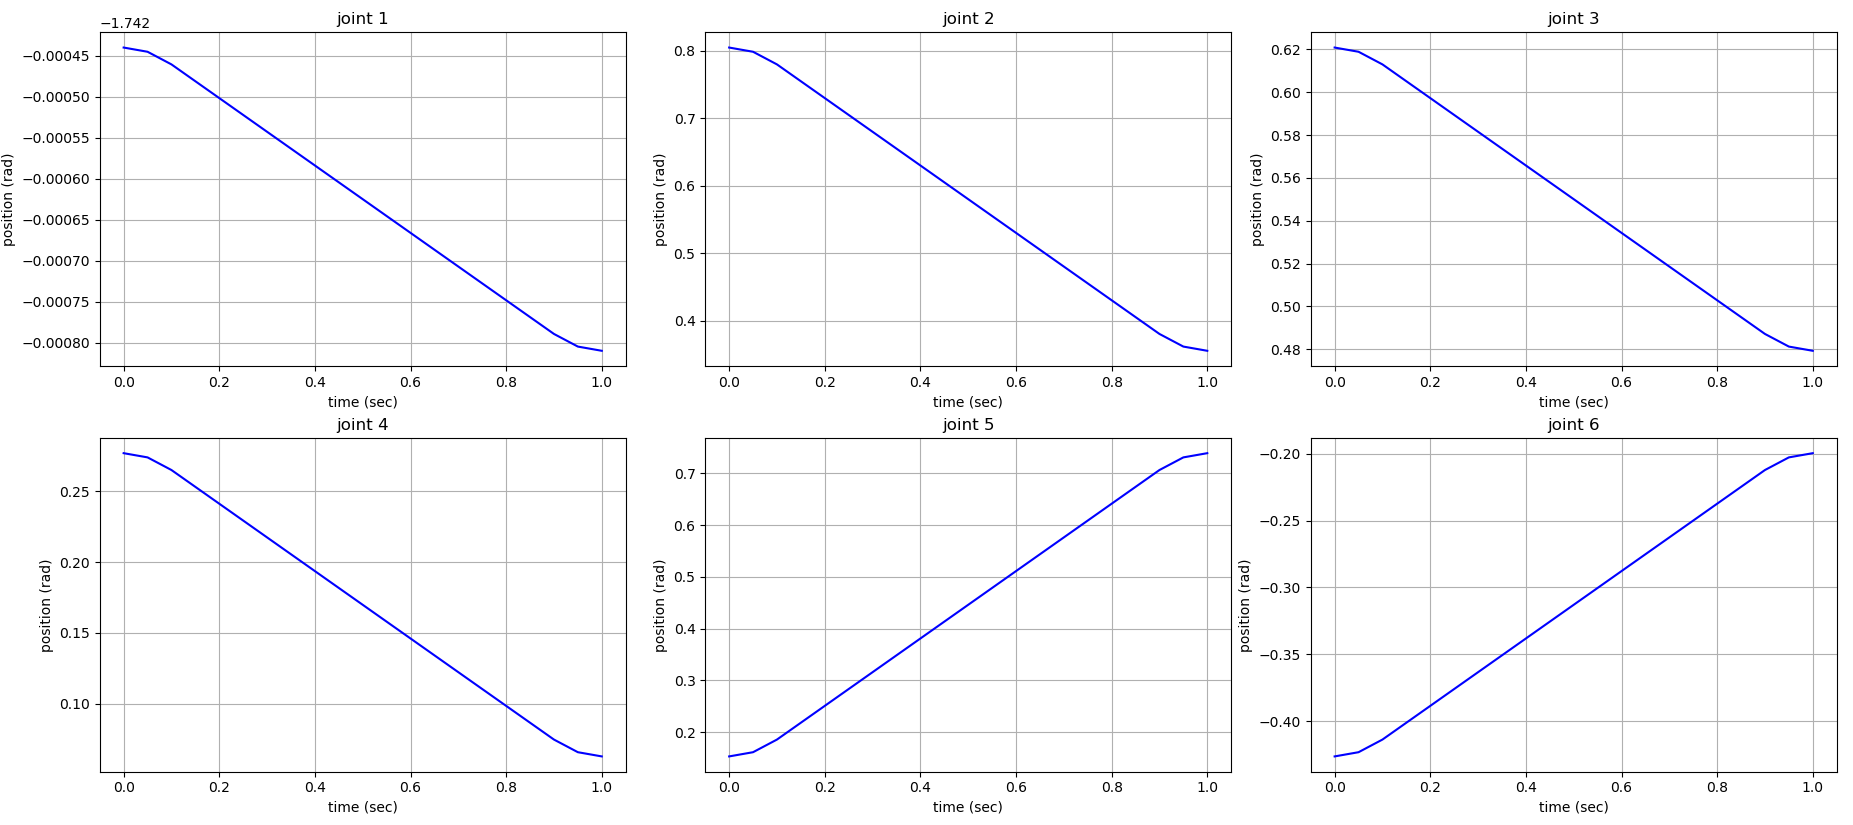 joint 1
−1.742
−0.00045
−0.00050
−0.00055
−0.00060
−0.00065
−0.00070
−0.00075
−0.00080
position (rad)
0.0 0.2 0.4 0.6 0.8 1.0
time (sec)
joint 2
0.8
0.7
0.6
0.5
0.4
position (rad)
0.0 0.2 0.4 0.6 0.8 1.0
time (sec)
joint 3
0.62
0.60
0.58
0.56
0.54
0.52
0.50
0.48
position (rad)
0.0 0.2 0.4 0.6 0.8 1.0
time (sec)
joint 4
0.25
0.20
0.15
0.10
position (rad)
0.0 0.2 0.4 0.6 0.8 1.0
time (sec)
joint 5
0.7
0.6
0.5
0.4
0.3
0.2
position (rad)
0.0 0.2 0.4 0.6 0.8 1.0
time (sec)
joint 6
−0.20
−0.25
−0.30
−0.35
−0.40
position (rad)
0.0 0.2 0.4 0.6 0.8 1.0
time (sec)